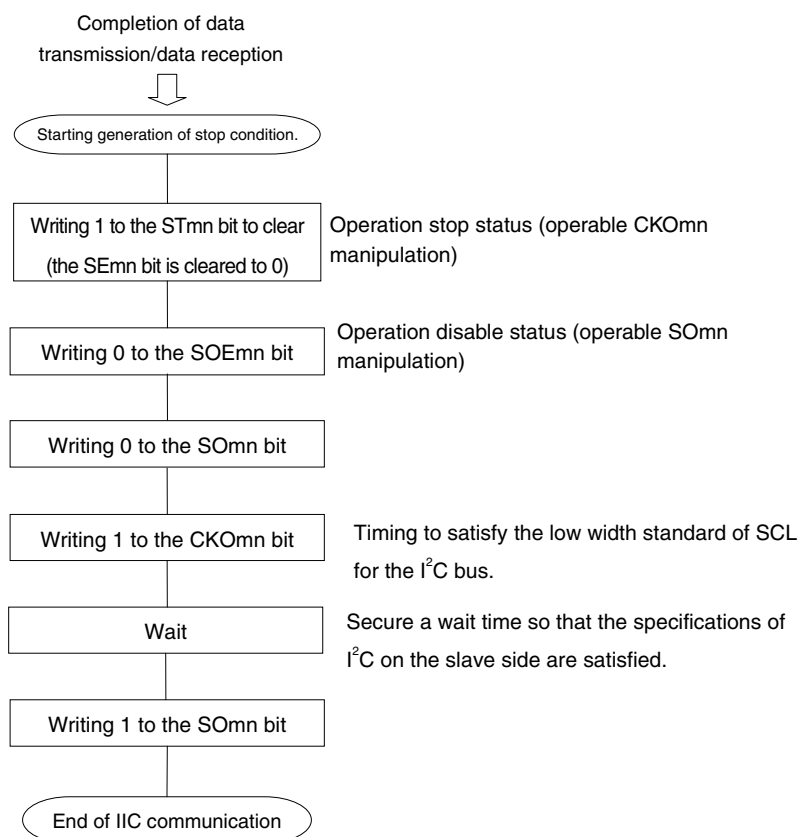 Completion of data
transmission/data reception
Starting generation of stop condition.
Writing 1 to the STmn bit to clear
(the SEmn bit is cleared to 0)
Operation stop status (operable CKOmn
manipulation)
Writing 0 to the SOEmn bit
Operation disable status (operable SOmn
manipulation)
Writing 0 to the SOmn bit
Writing 1 to the CKOmn bit
Timing to satisfy the low width standard of SCL
for the I²C bus.
Wait
Secure a wait time so that the specifications of
I²C on the slave side are satisfied.
Writing 1 to the SOmn bit
End of IIC communication